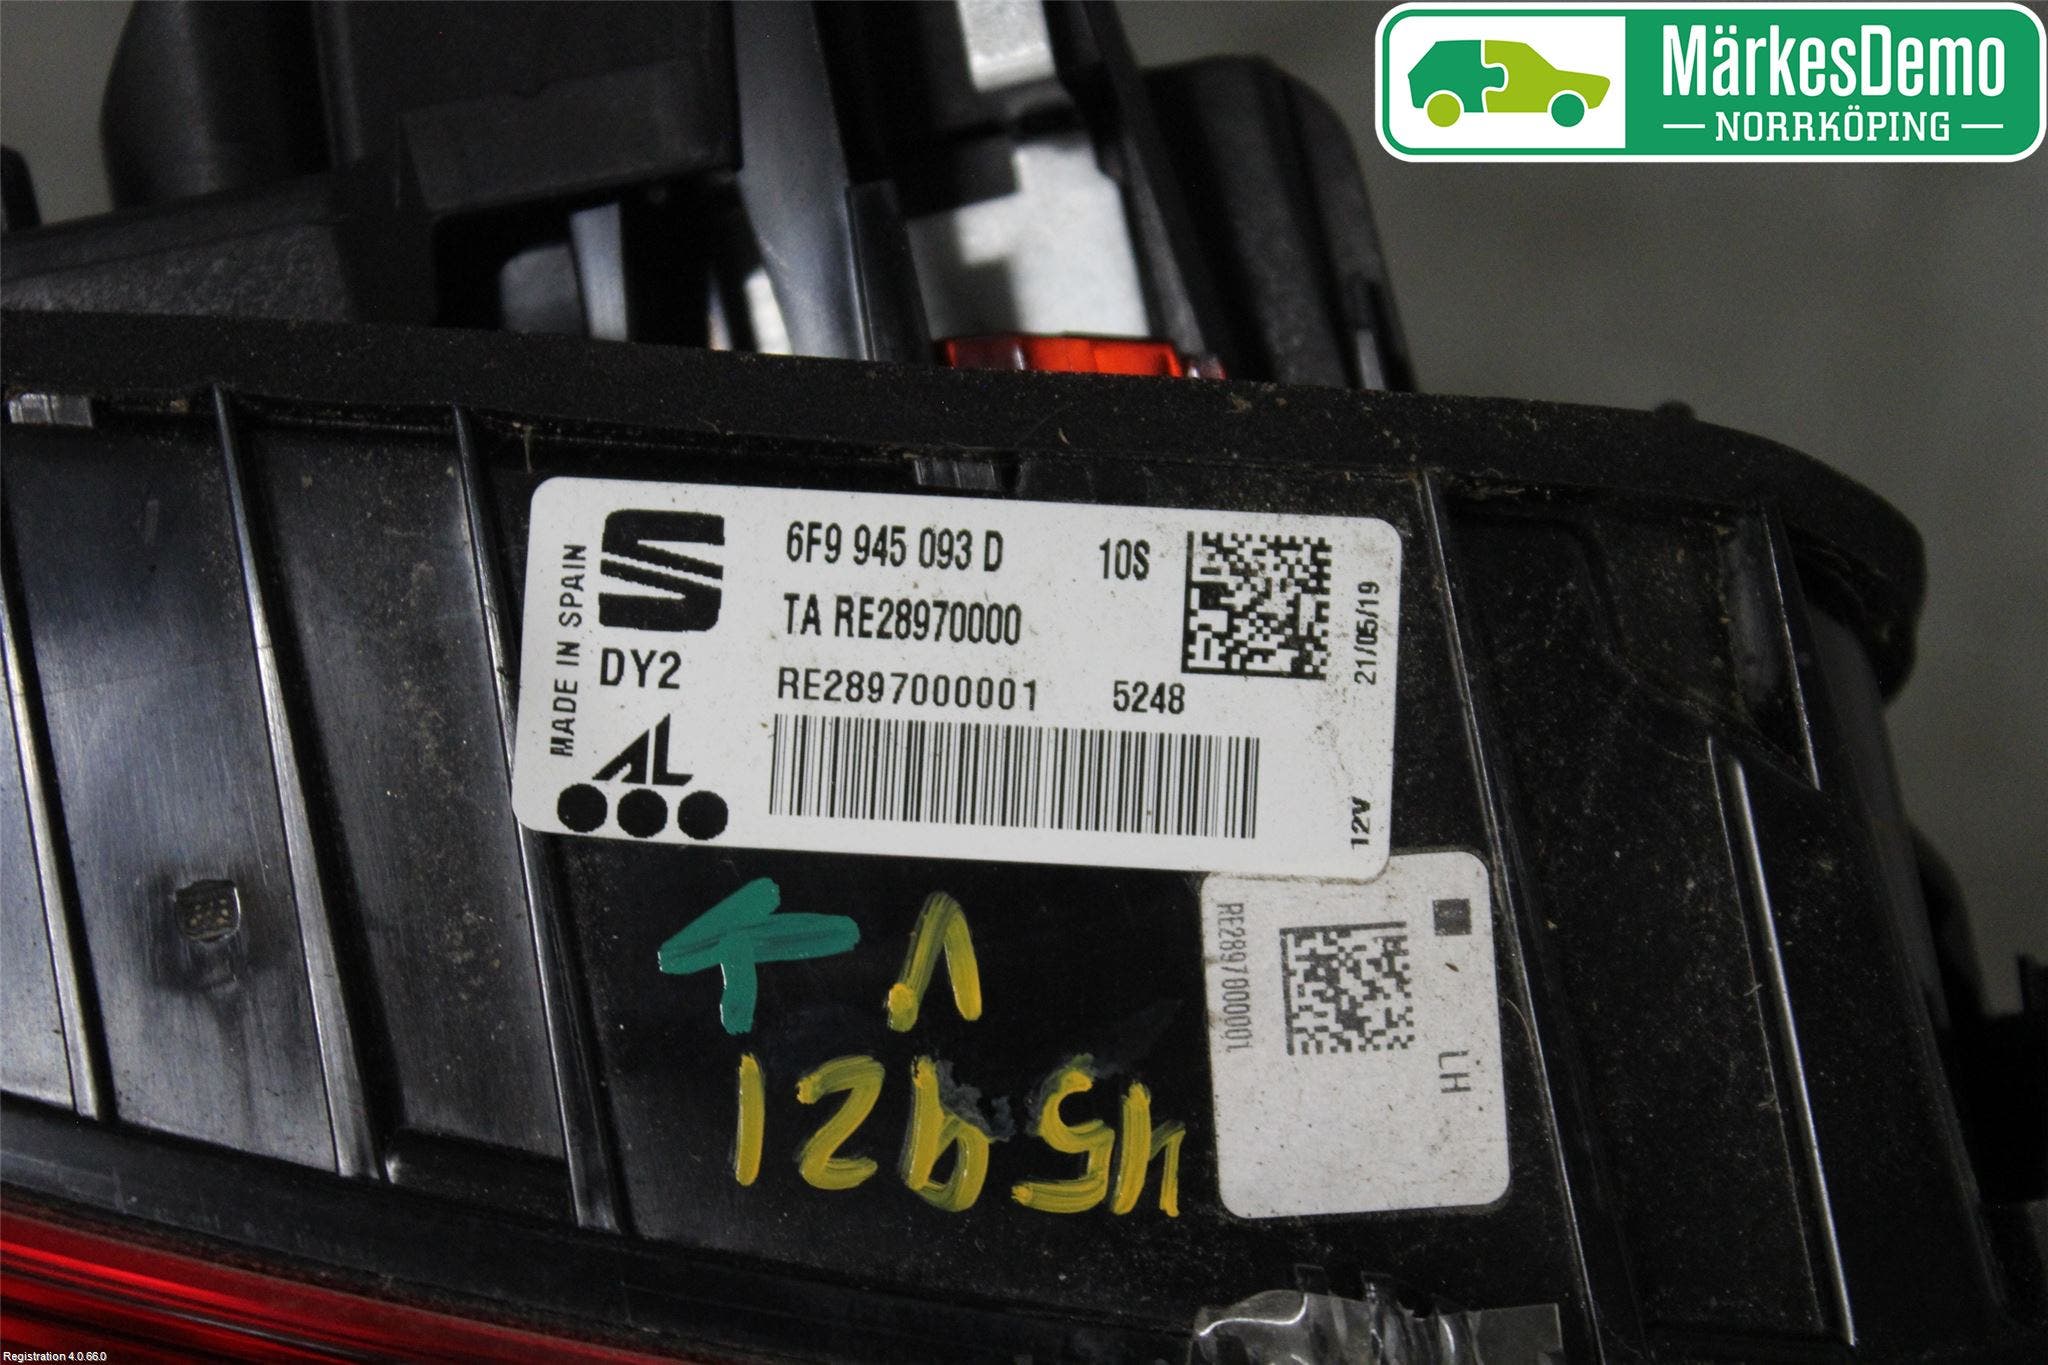 MärkesDemo
NORRKÖPING
MADE IN SPAIN
6F9 945 093 D 10S
TA RE28970000
DY2
RE2897000001 5248
21/05/19
12V
AL
RE2897000001
LH
V
Registration 4.0.66.0